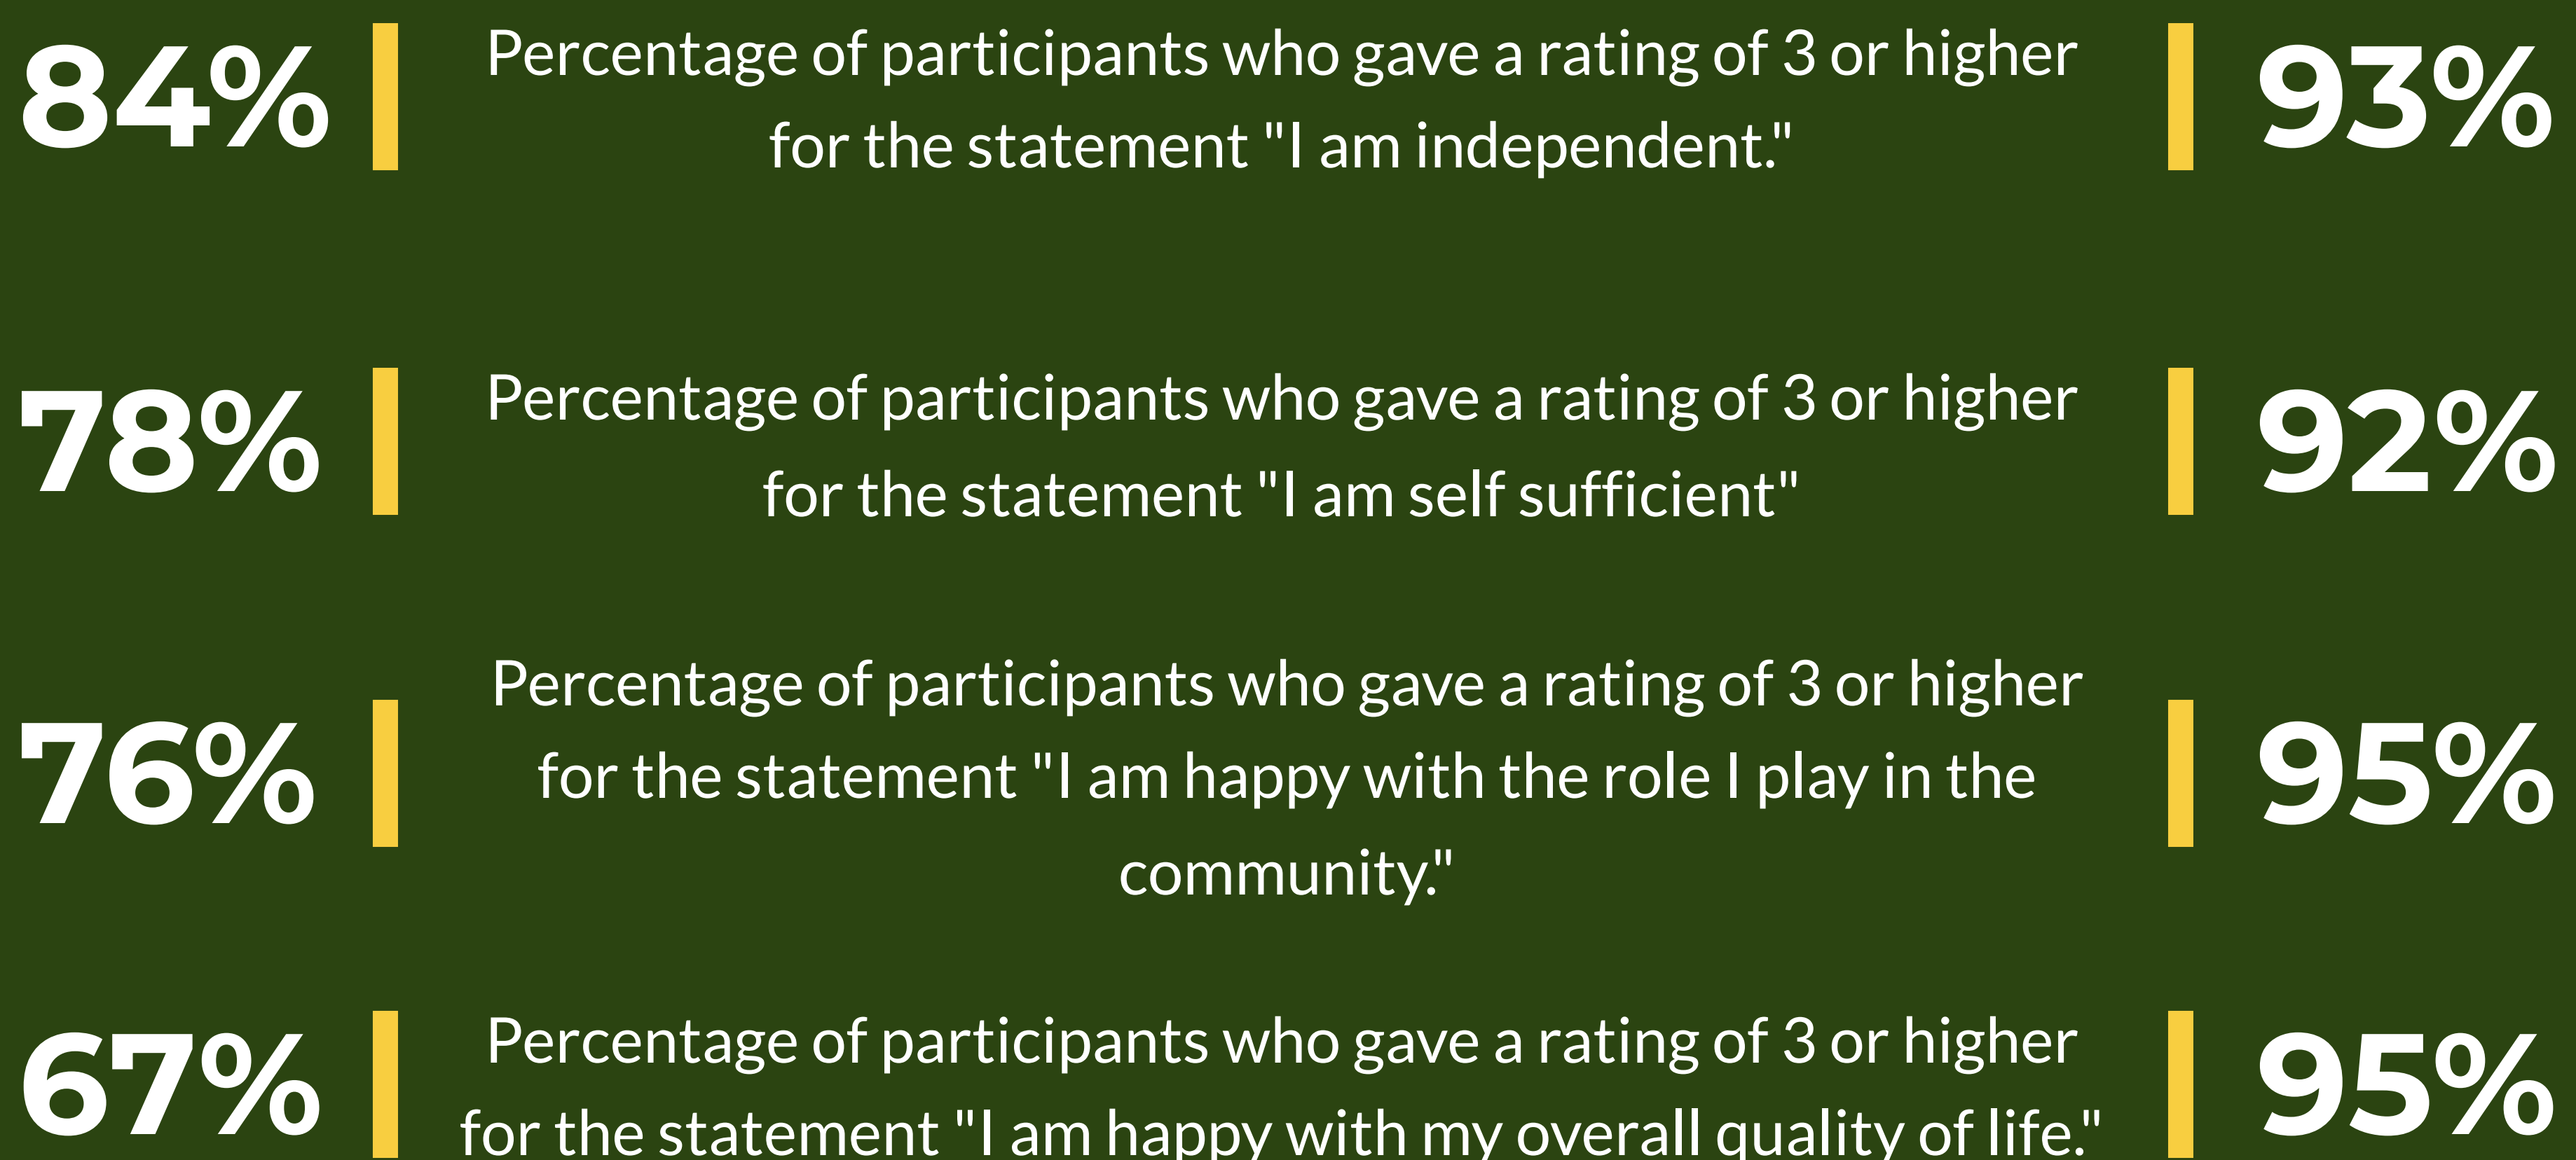 84%
Percentage of participants who gave a rating of 3 or higher
for the statement "I am independent."
93%
78%
Percentage of participants who gave a rating of 3 or higher
for the statement "I am self sufficient"
92%
76%
Percentage of participants who gave a rating of 3 or higher
for the statement "I am happy with the role I play in the
community."
95%
67%
Percentage of participants who gave a rating of 3 or higher
for the statement "I am happy with my overall quality of life."
95%